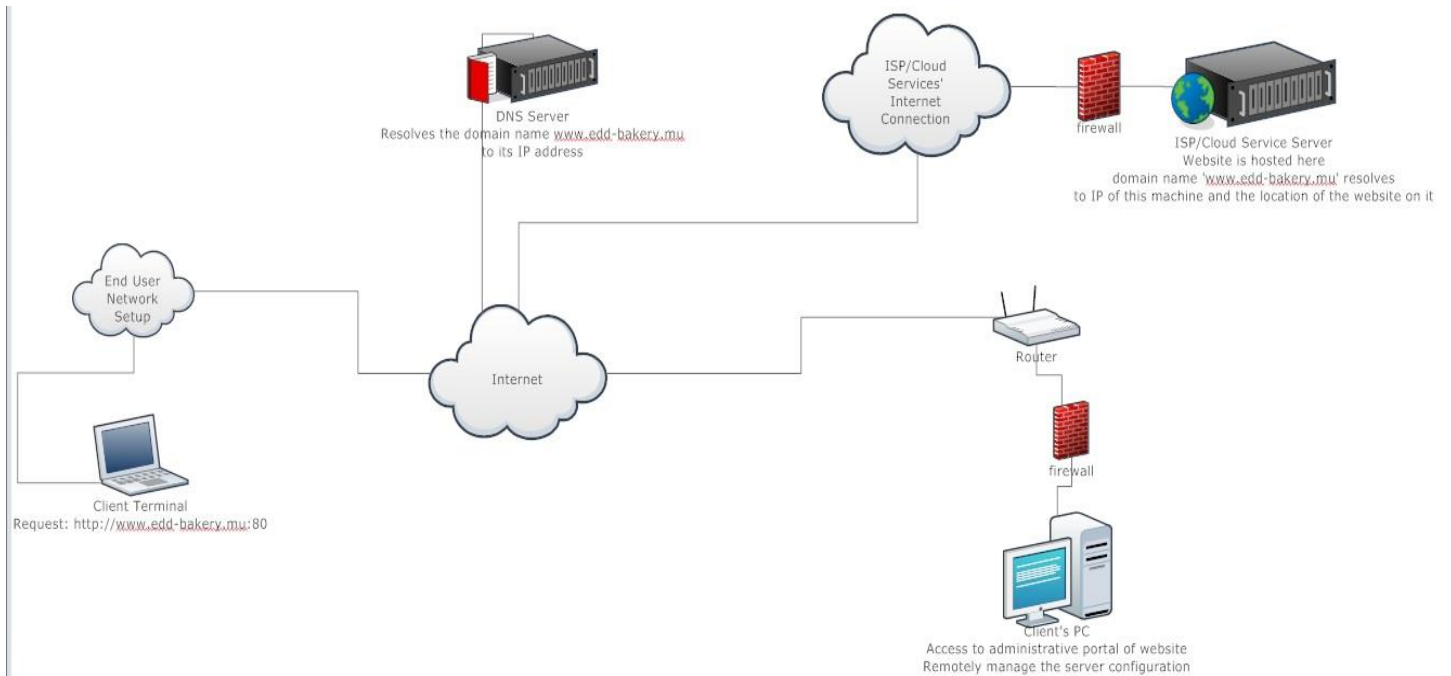 DNS Server
Resolves the domain name www.edd-bakery.mu
to its IP address
ISP/Cloud
Services'
Internet
Connection
firewall
ISP/Cloud Service Server
Website is hosted here
domain name 'www.edd-bakery.mu' resolves
to IP of this machine and the location of the website on it
End User
Network
Setup
Internet
Router
firewall
Client Terminal
Request: http://www.edd-bakery.mu:80
Client's PC
Access to administrative portal of website
Remotely manage the server configuration